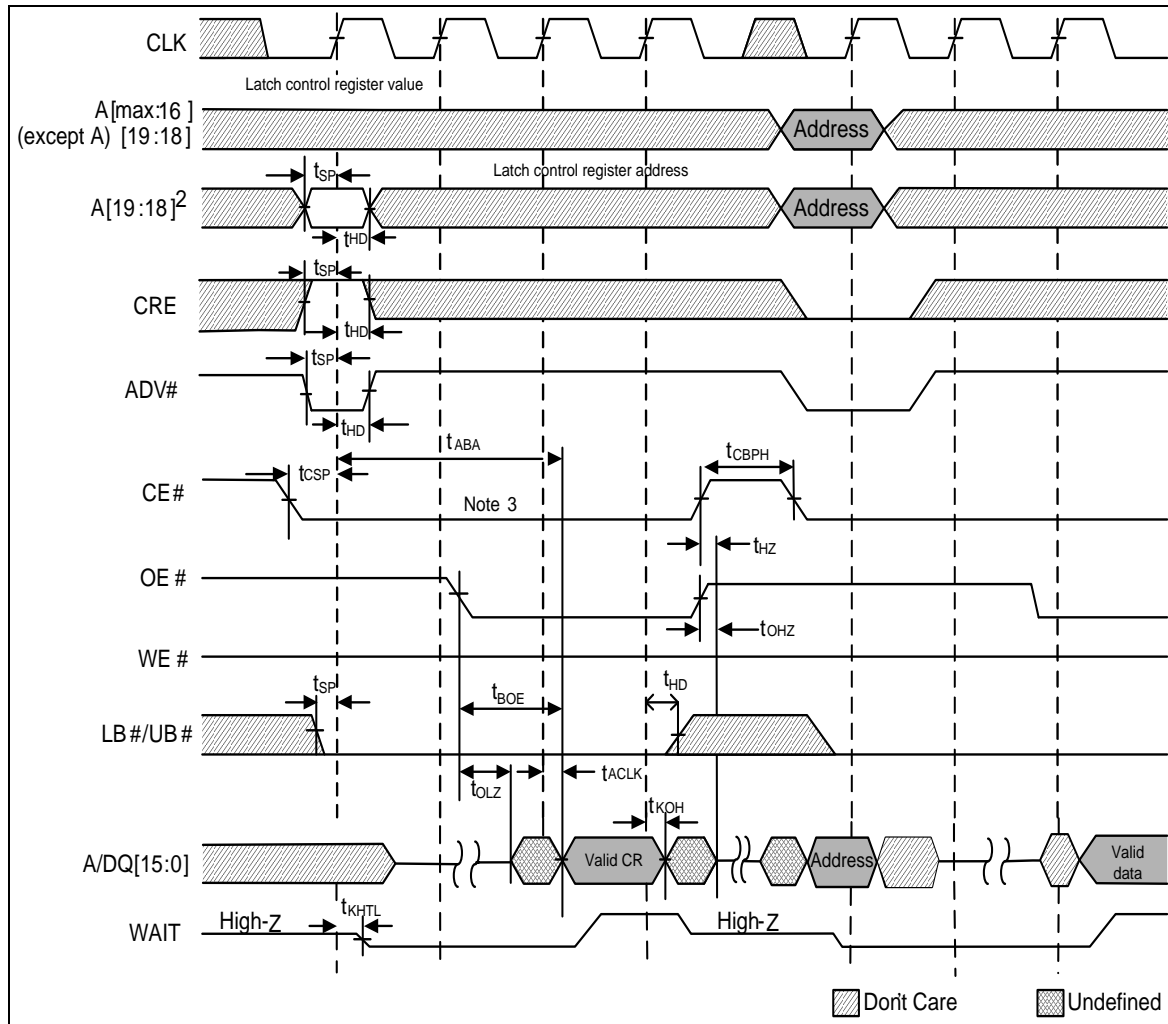 CLK
Latch control register value
A[max:16]
(except A) [19:18]
Address
Latch control register address
tSP
A[19:18]2
Address
tHD
tSP
CRE
tHD
tSP
ADV#
tHD
tABA
tCBPH
tCSP
CE#
Note 3
tHZ
OE #
tOHZ
WE #
tSP
tHD
tBOE
LB #/UB #
tACLK
tOLZ
tKOH
A/DQ[15:0]
Valid CR
Address
Valid
data
tKHTL
High-Z
High-Z
WAIT
Don't Care
Undefined